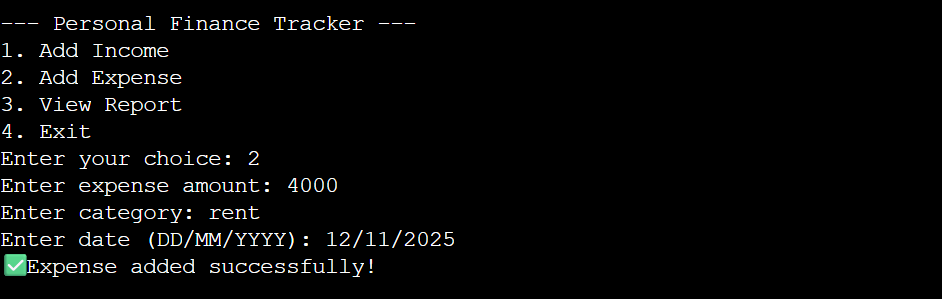 --- Personal Finance Tracker ---
1. Add Income
2. Add Expense
3. View Report
4. Exit
Enter your choice: 2
Enter expense amount: 4000
Enter category: rent
Enter date (DD/MM/YYYY): 12/11/2025
✅Expense added successfully!